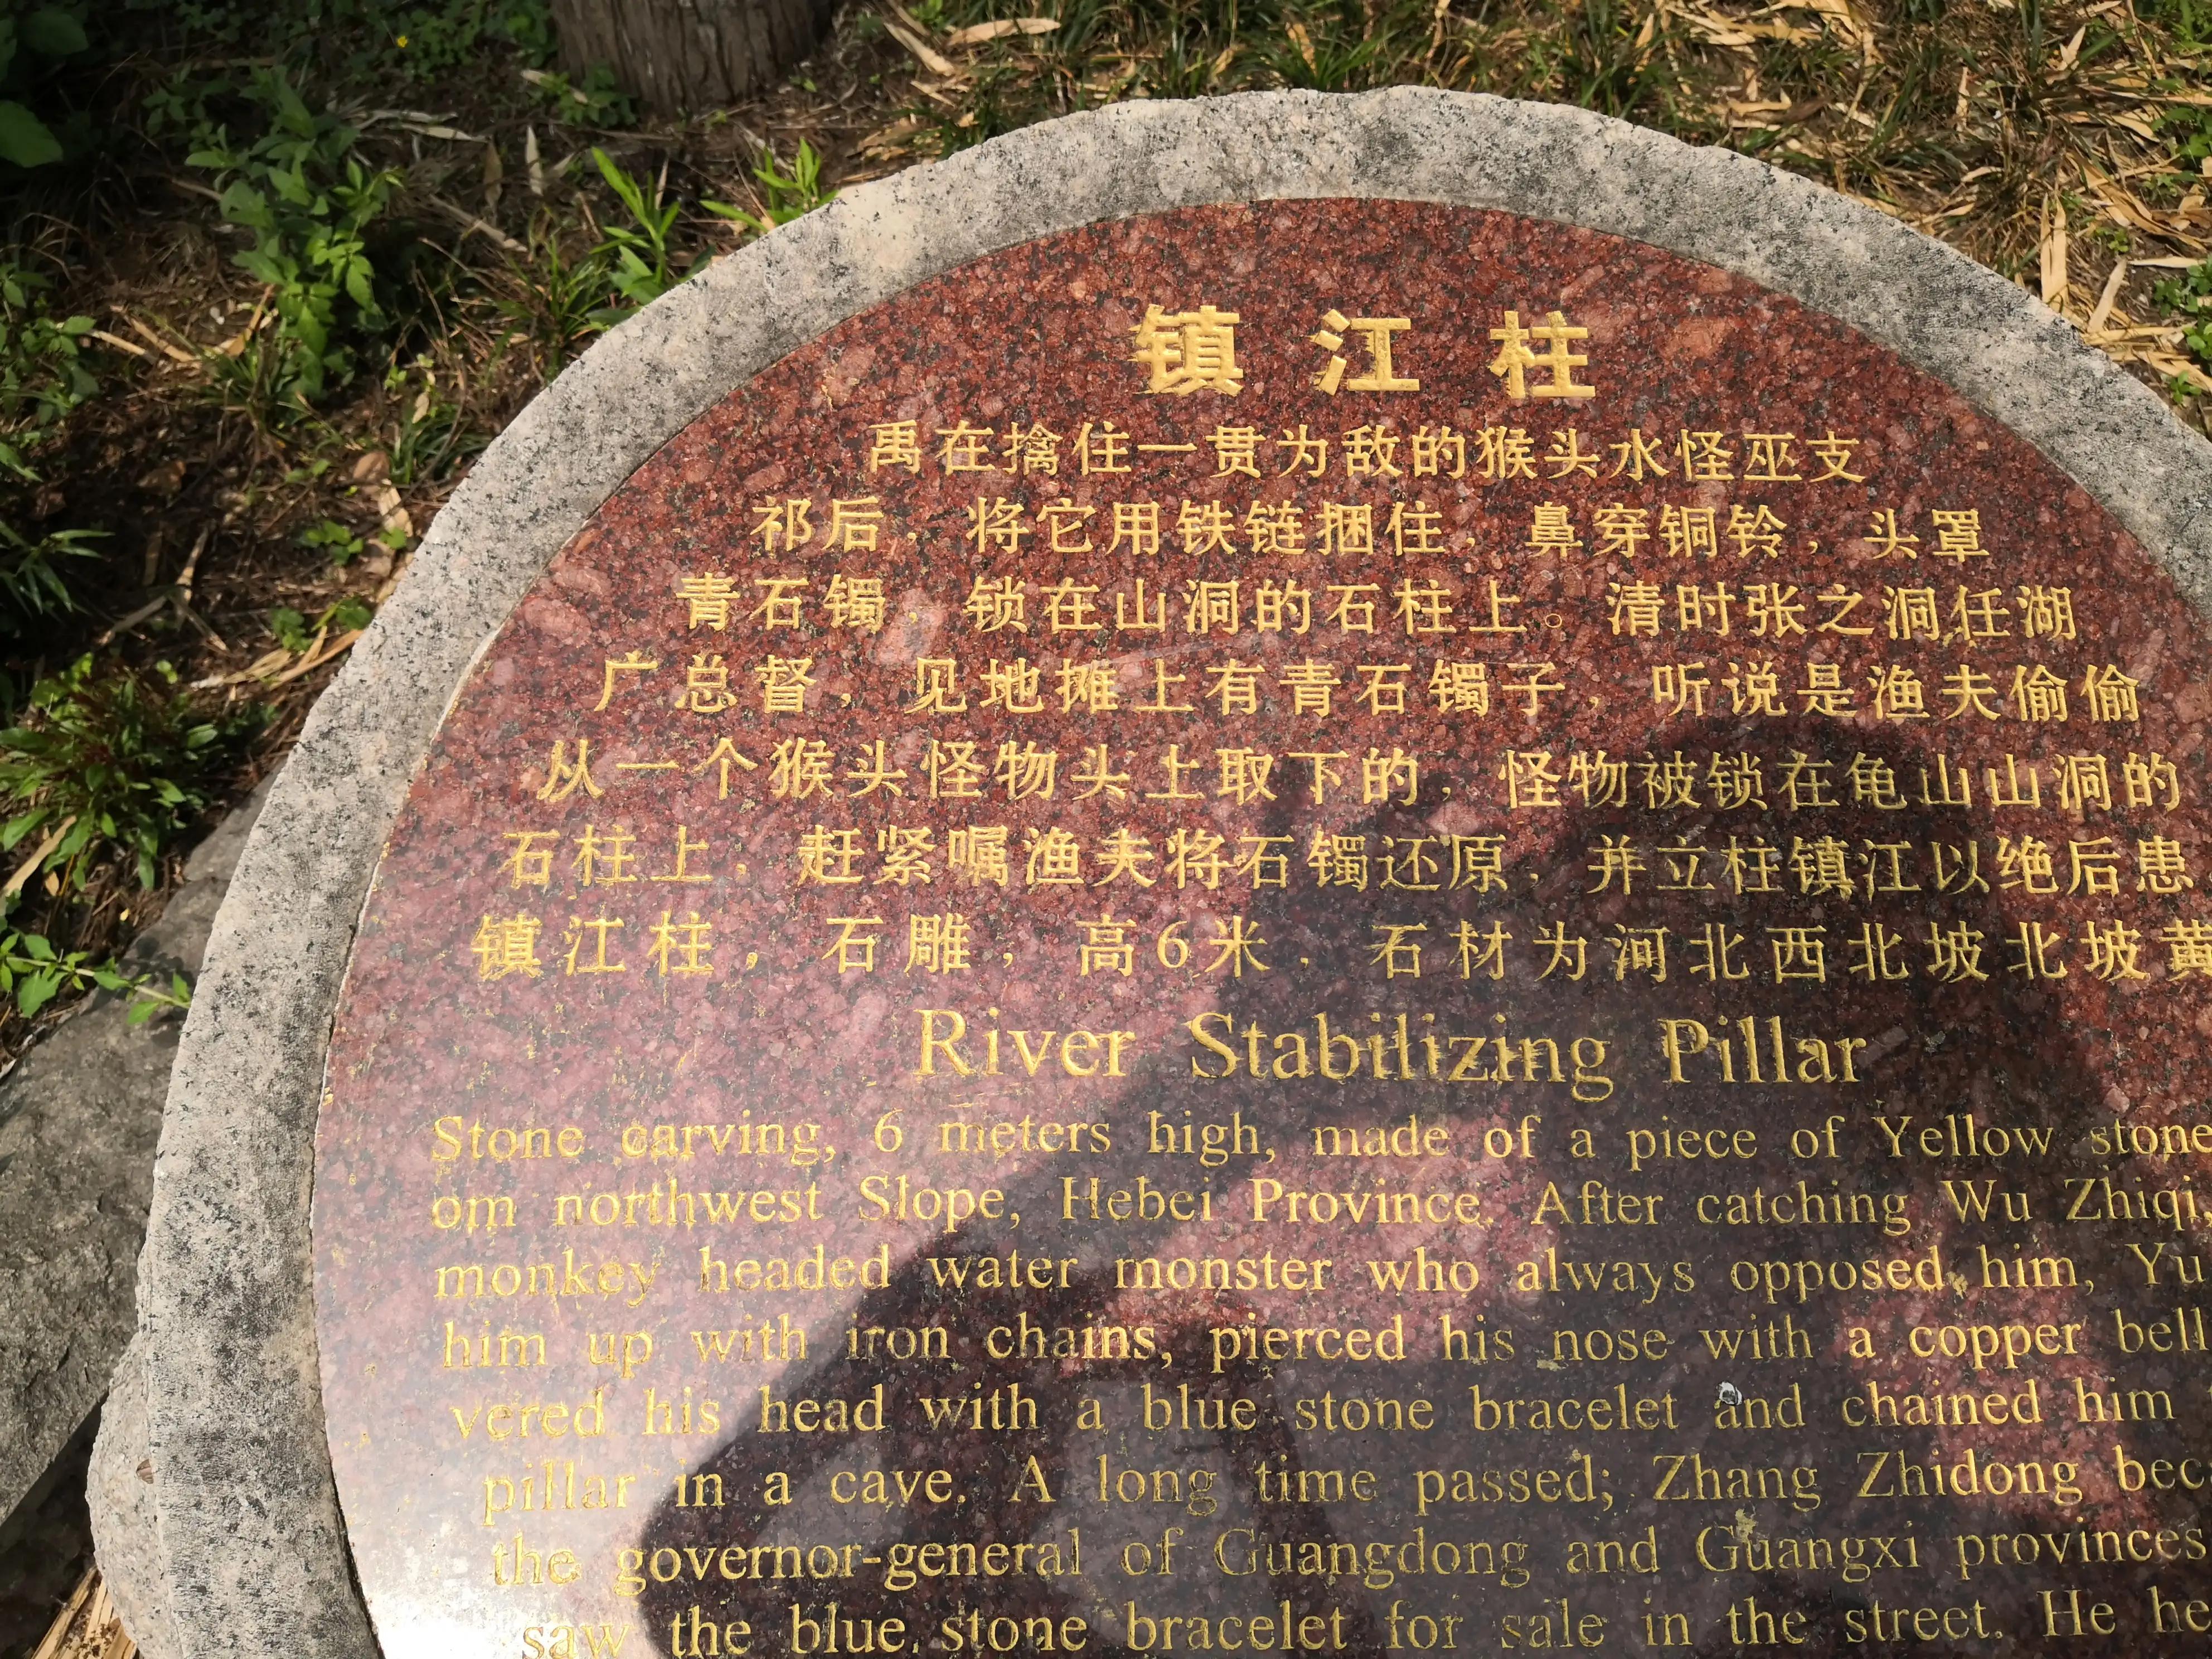 镇江柱
禹在擒住一贯为敌的猴头水怪巫支
祁后，将它用铁链捆住，鼻穿铜铃，头罩
青石镯，锁在山洞的石柱上。清时张之洞任湖
广总督，见地摊上有青石镯子，听说是渔夫偷偷
从一个猴头怪物头上取下的，怪物被锁在龟山山洞的
石柱上，赶紧嘱渔夫将石镯还原，并立柱镇江以绝后患
镇江柱，石雕，高6米，石材为河北西北坡北坡黄
River Stabilizing Pillar
Stone carving, 6 meters high, made of a piece of Yellow stone
om northwest Slope, Hebei Province. After catching Wu Zhiqi,
monkey headed water monster who always opposed him, Yu
him up with iron chains, pierced his nose with a copper bell
vered his head with a blue stone bracelet and chained him
pillar in a cave. A long time passed; Zhang Zhidong bec
the governor-general of Guangdong and Guangxi provinces
saw the blue stone bracelet for sale in the street. He he